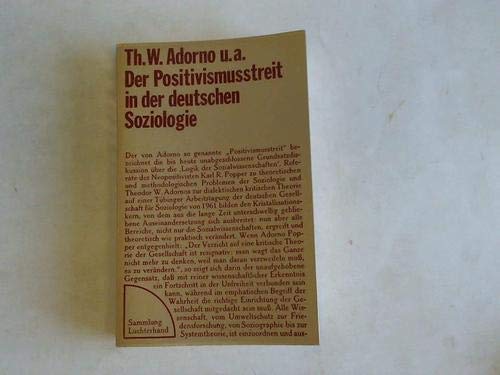 Th. W. Adorno u. a.
Der Positivismusstreit
in der deutschen
Soziologie
Der von Adorno so genannte „Positivismusstreit" be-
zeichnet die bis heute unabgeschlossene Grundsatzdis-
kussion über die ‚Logik der Sozialwissenschaften'. Refe-
rate des Neopositivisten Karl R. Popper zu theoretischen
und methodologischen Problemen der Soziologie und
Theodor W. Adornos zur dialektisch kritischen Theorie
auf einer Tübinger Arbeitstagung der deutschen Gesell-
schaft für Soziologie von 1961 bilden den Kristallisations-
kern, von dem aus die lange Zeit unterschwellig geblie-
bene Auseinandersetzung sich ausbreitet: nun aber alle
Bereiche, nicht nur die Sozialwissenschaften, ergreift und
theoretisch wie praktisch verändert. Wenn Adorno Pop-
per entgegenhielt: „Der Verzicht auf eine kritische Theo-
rie der Gesellschaft ist resignativ: man wagt das Ganze
nicht mehr zu denken, weil man daran verzweifeln muß,
es zu verändern.", so zeigt sich darin der unaufgehobene
Gegensatz, daß mit reiner wissenschaftlicher Erkenntnis
ein Fortschritt in der Unfreiheit verbunden sein
kann, während im emphatischen Begriff der
Wahrheit die richtige Einrichtung der Ge-
sellschaft mitgedacht sein muß. Alle Wis-
senschaft, vom Umweltschutz zur Frie-
densforschung, von Soziographie bis zur
Systemtheorie, ist einzuordnen und aus-
Sammlung
Luchterhand